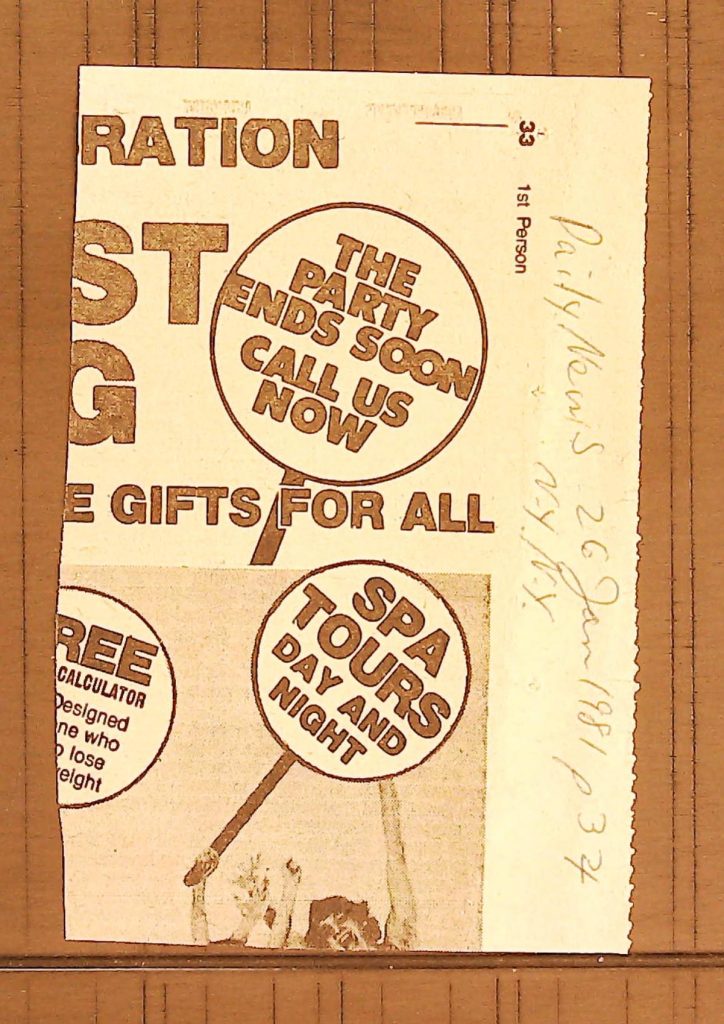 RATION
ST
G
THE
PARTY
ENDS SOON
CALL US
NOW
E GIFTS FOR ALL
REE
CALCULATOR
Designed
ne who
o lose
eight
SPA
TOURS
DAY AND
NIGHT
33
1st Person
Daily News 26 Jan 1981 p 34
N.Y. N.Y.